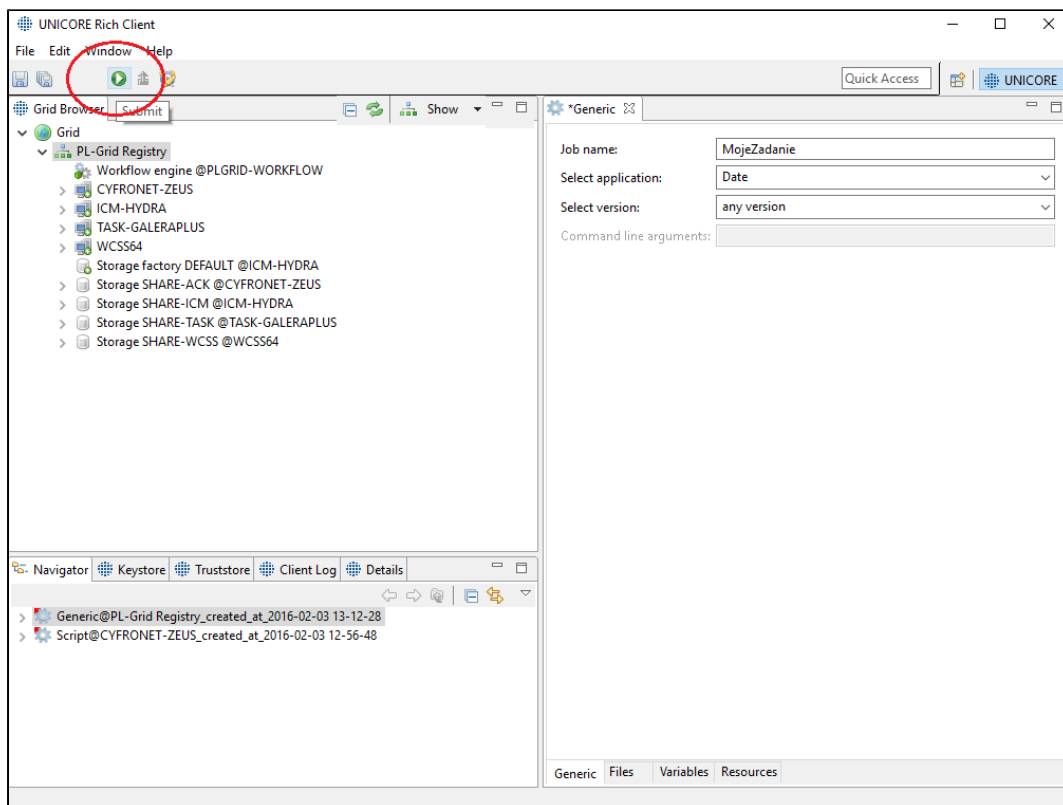 UNICORE Rich Client
File Edit Window Help
Quick Access
UNICORE
Submit
Grid Browser
Show
Grid
PL-Grid Registry
Workflow engine @PLGRID-WORKFLOW
CYFRONET-ZEUS
ICM-HYDRA
TASK-GALERAPLUS
WCSS64
Storage factory DEFAULT @ICM-HYDRA
Storage SHARE-ACK @CYFRONET-ZEUS
Storage SHARE-ICM @ICM-HYDRA
Storage SHARE-TASK @TASK-GALERAPLUS
Storage SHARE-WCSS @WCSS64
Navigator Keystore Truststore Client Log Details
Generic@PL-Grid Registry_created_at_2016-02-03 13-12-28
Script@CYFRONET-ZEUS_created_at_2016-02-03 12-56-48
*Generic
Job name: MojeZadanie
Select application: Date
Select version: any version
Command line arguments:
Generic Files Variables Resources